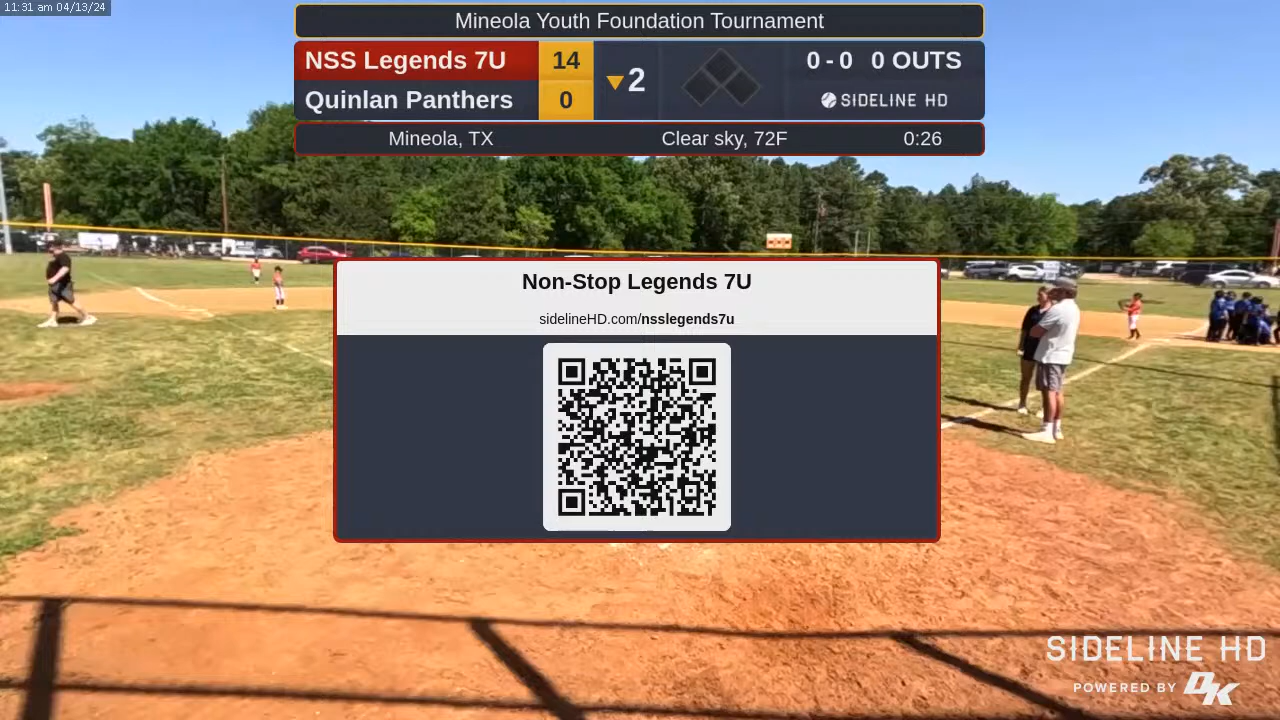 11:31 am 04/13/24
Mineola Youth Foundation Tournament
NSS Legends 7U 14
▼2
0 - 0 0 OUTS
Quinlan Panthers 0
SIDELINE HD
Mineola, TX Clear sky, 72F 0:26
Non-Stop Legends 7U
sidelineHD.com/nsslegends7u
SIDELINE HD
POWERED BY DK